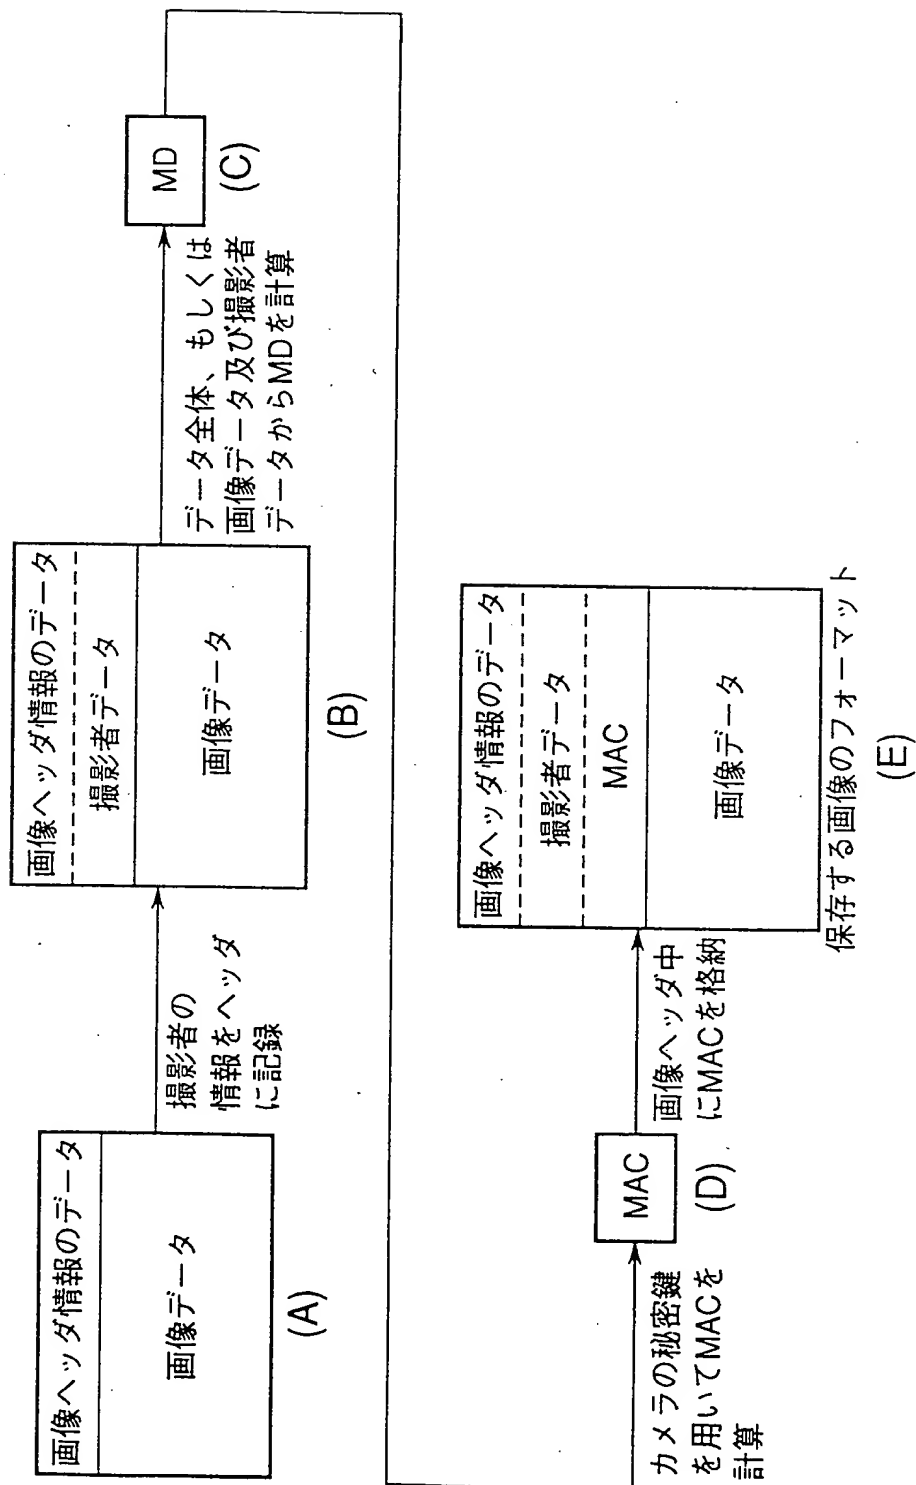 画像ヘッダ情報のデータ
画像データ
(A)
撮影者の
情報をヘッダ
に記録
画像ヘッダ情報のデータ
撮影者データ
画像データ
(B)
データ全体、もしくは
画像データ及び撮影者
データからMDを計算
MD
(C)
カメラの秘密鍵
を用いてMACを
計算
MAC
(D)
画像ヘッダ中
にMACを格納
画像ヘッダ情報のデータ
撮影者データ
MAC
画像データ
保存する画像のフォーマット
(E)